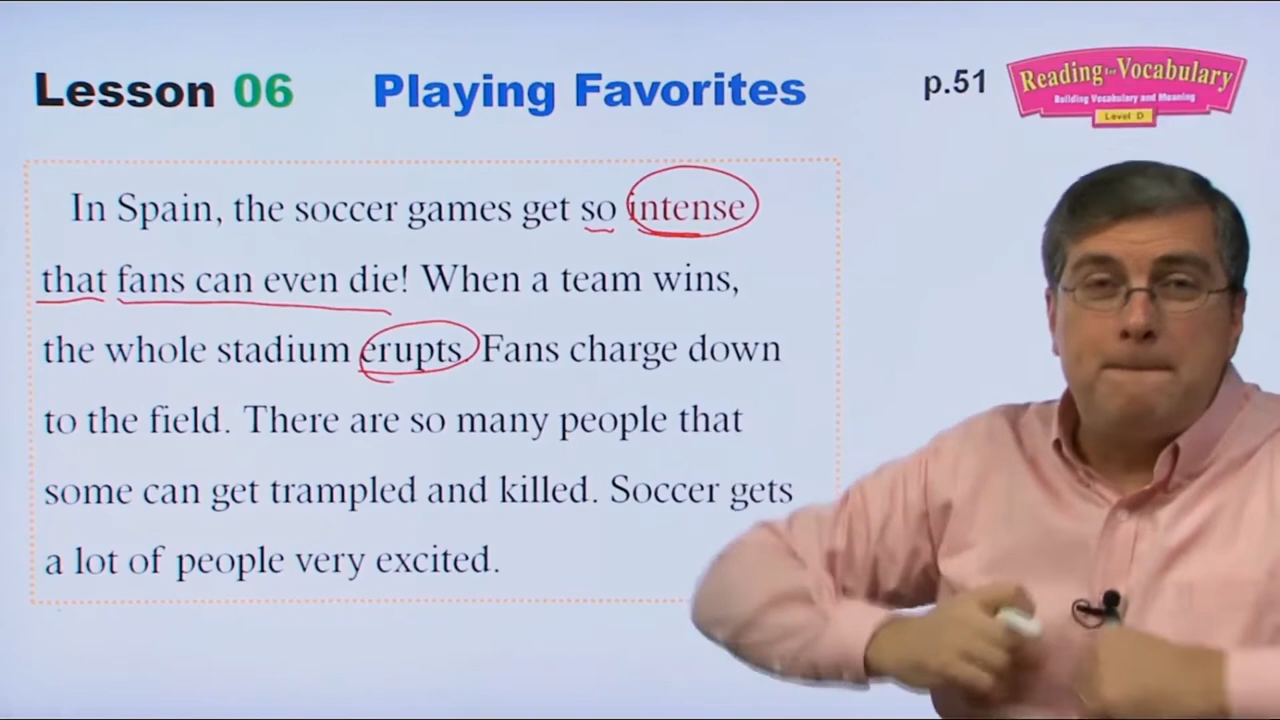 Lesson 06 Playing Favorites p.51
Reading for Vocabulary
Building Vocabulary and Meaning
Level D
In Spain, the soccer games get so intense
that fans can even die! When a team wins,
the whole stadium erupts. Fans charge down
to the field. There are so many people that
some can get trampled and killed. Soccer gets
a lot of people very excited.